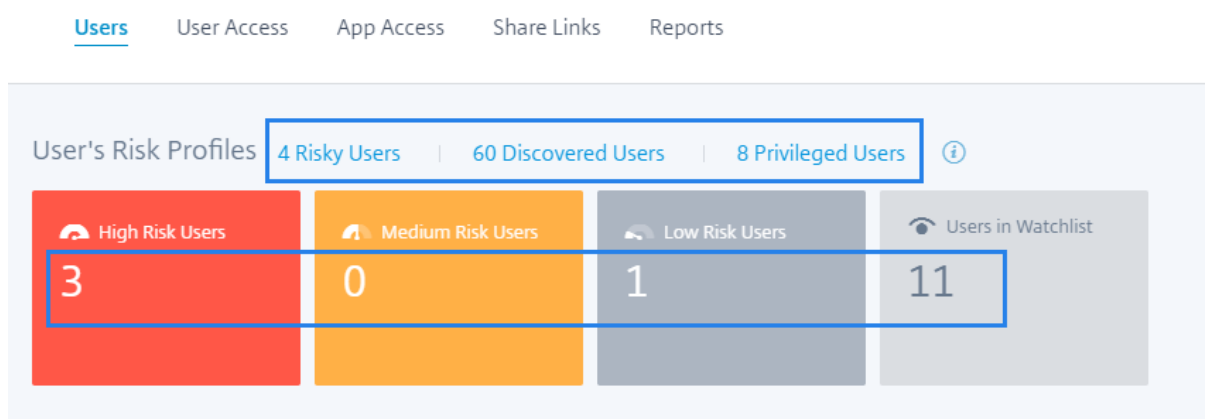 Users User Access App Access Share Links Reports
User's Risk Profiles 4 Risky Users | 60 Discovered Users | 8 Privileged Users i
High Risk Users Medium Risk Users Low Risk Users Users in Watchlist
3 0 1 11